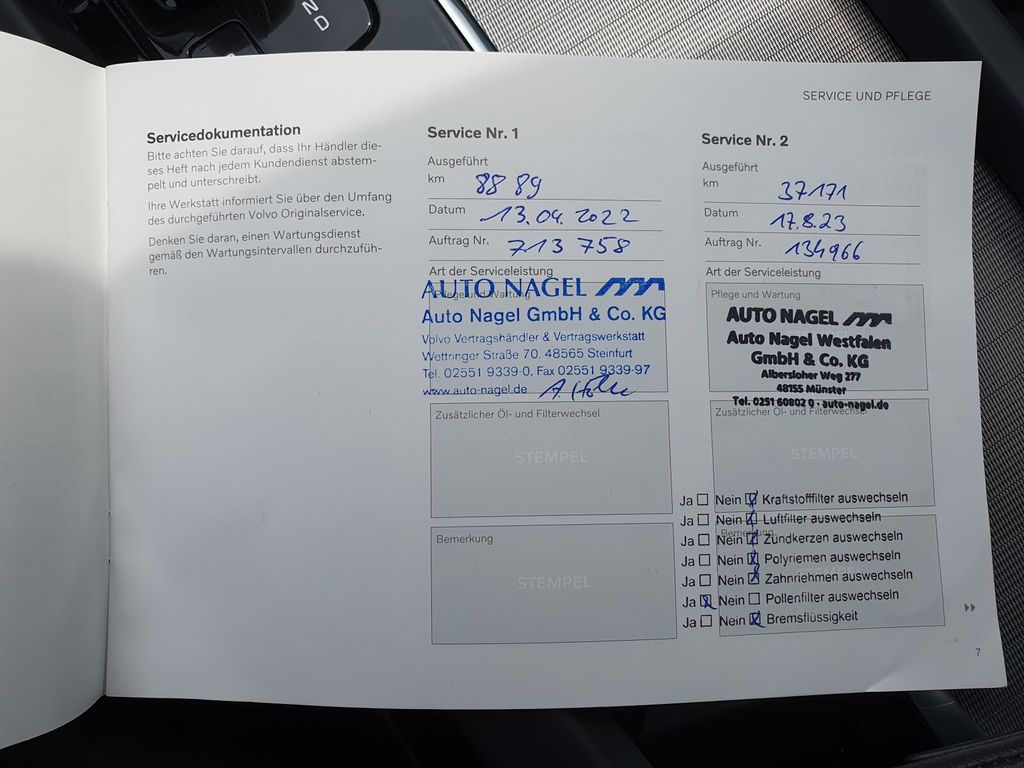 N
D
SERVICE UND PFLEGE
Servicedokumentation
Bitte achten Sie darauf, dass Ihr Händler die-
ses Heft nach jedem Kundendienst abstem-
pelt und unterschreibt.
Ihre Werkstatt informiert Sie über den Umfang
des durchgeführten Volvo Originalservice.
Denken Sie daran, einen Wartungsdienst
gemäß den Wartungsintervallen durchzufüh-
ren.
Service Nr. 1
Ausgeführt
km 8889
Datum 13.04.2022
Auftrag Nr. 713 758
Art der Serviceleistung
Pflege und Wartung
AUTO NAGEL
Auto Nagel GmbH & Co. KG
Volvo Vertragshändler & Vertragswerkstatt
Wettringer Straße 70. 48565 Steinfurt
Tel. 02551 9339-0. Fax 02551 9339-97
www.auto-nagel.de
Zusätzlicher Öl- und Filterwechsel
STEMPEL
Bemerkung
STEMPEL
Service Nr. 2
Ausgeführt
km 37171
Datum 17.8.23
Auftrag Nr. 134966
Art der Serviceleistung
Pflege und Wartung
AUTO NAGEL
Auto Nagel Westfalen
GmbH & Co. KG
Albersloher Weg 277
48155 Münster
Tel. 0251 60802 0 - auto-nagel.de
Zusätzlicher Öl- und Filterwechsel
STEMPEL
Bemerkung
Ja Nein Kraftstofffilter auswechseln
Ja Nein Luftfilter auswechseln
Ja Nein Zündkerzen auswechseln
Ja Nein Polyriemen auswechseln
Ja Nein Zahnriemen auswechseln
Ja Nein Pollenfilter auswechseln
Ja Nein Bremsflüssigkeit
7